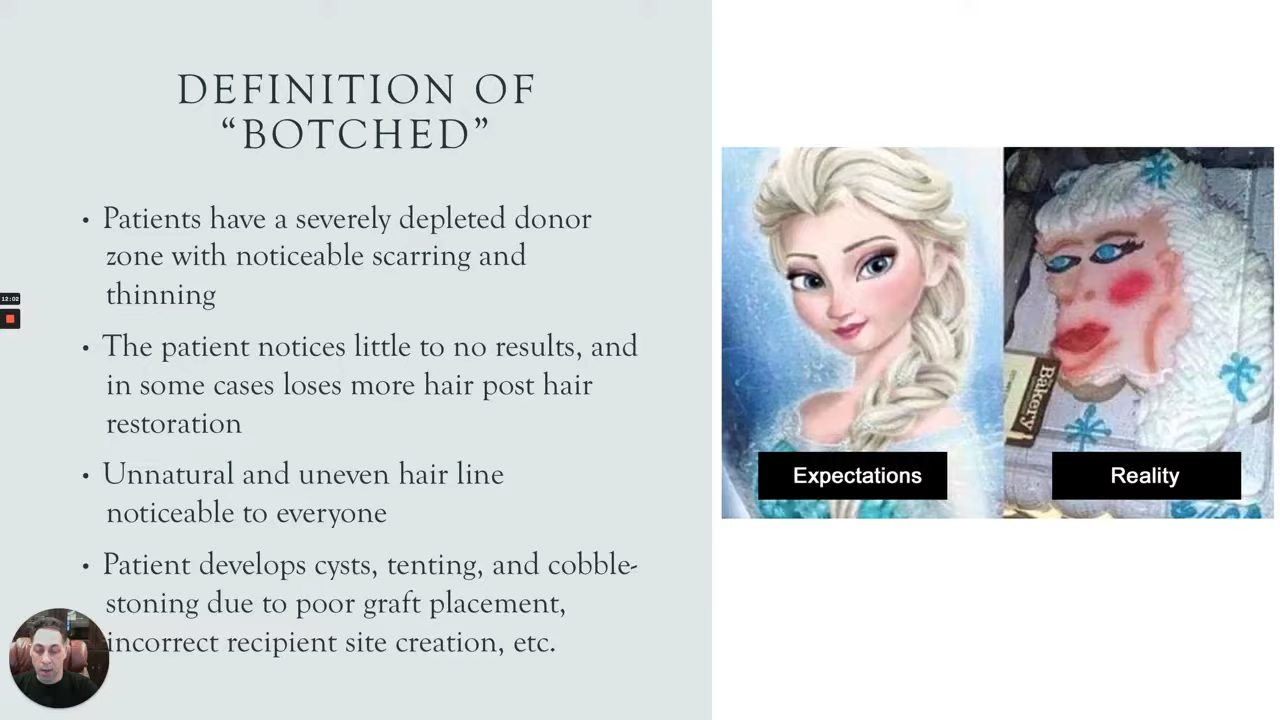 DEFINITION OF
“BOTCHED”
• Patients have a severely depleted donor
zone with noticeable scarring and
thinning
• The patient notices little to no results, and
in some cases loses more hair post hair
restoration
• Unnatural and uneven hair line
noticeable to everyone
• Patient develops cysts, tenting, and cobble-
stoning due to poor graft placement,
incorrect recipient site creation, etc.
12:02
Bakery
Expectations
Reality